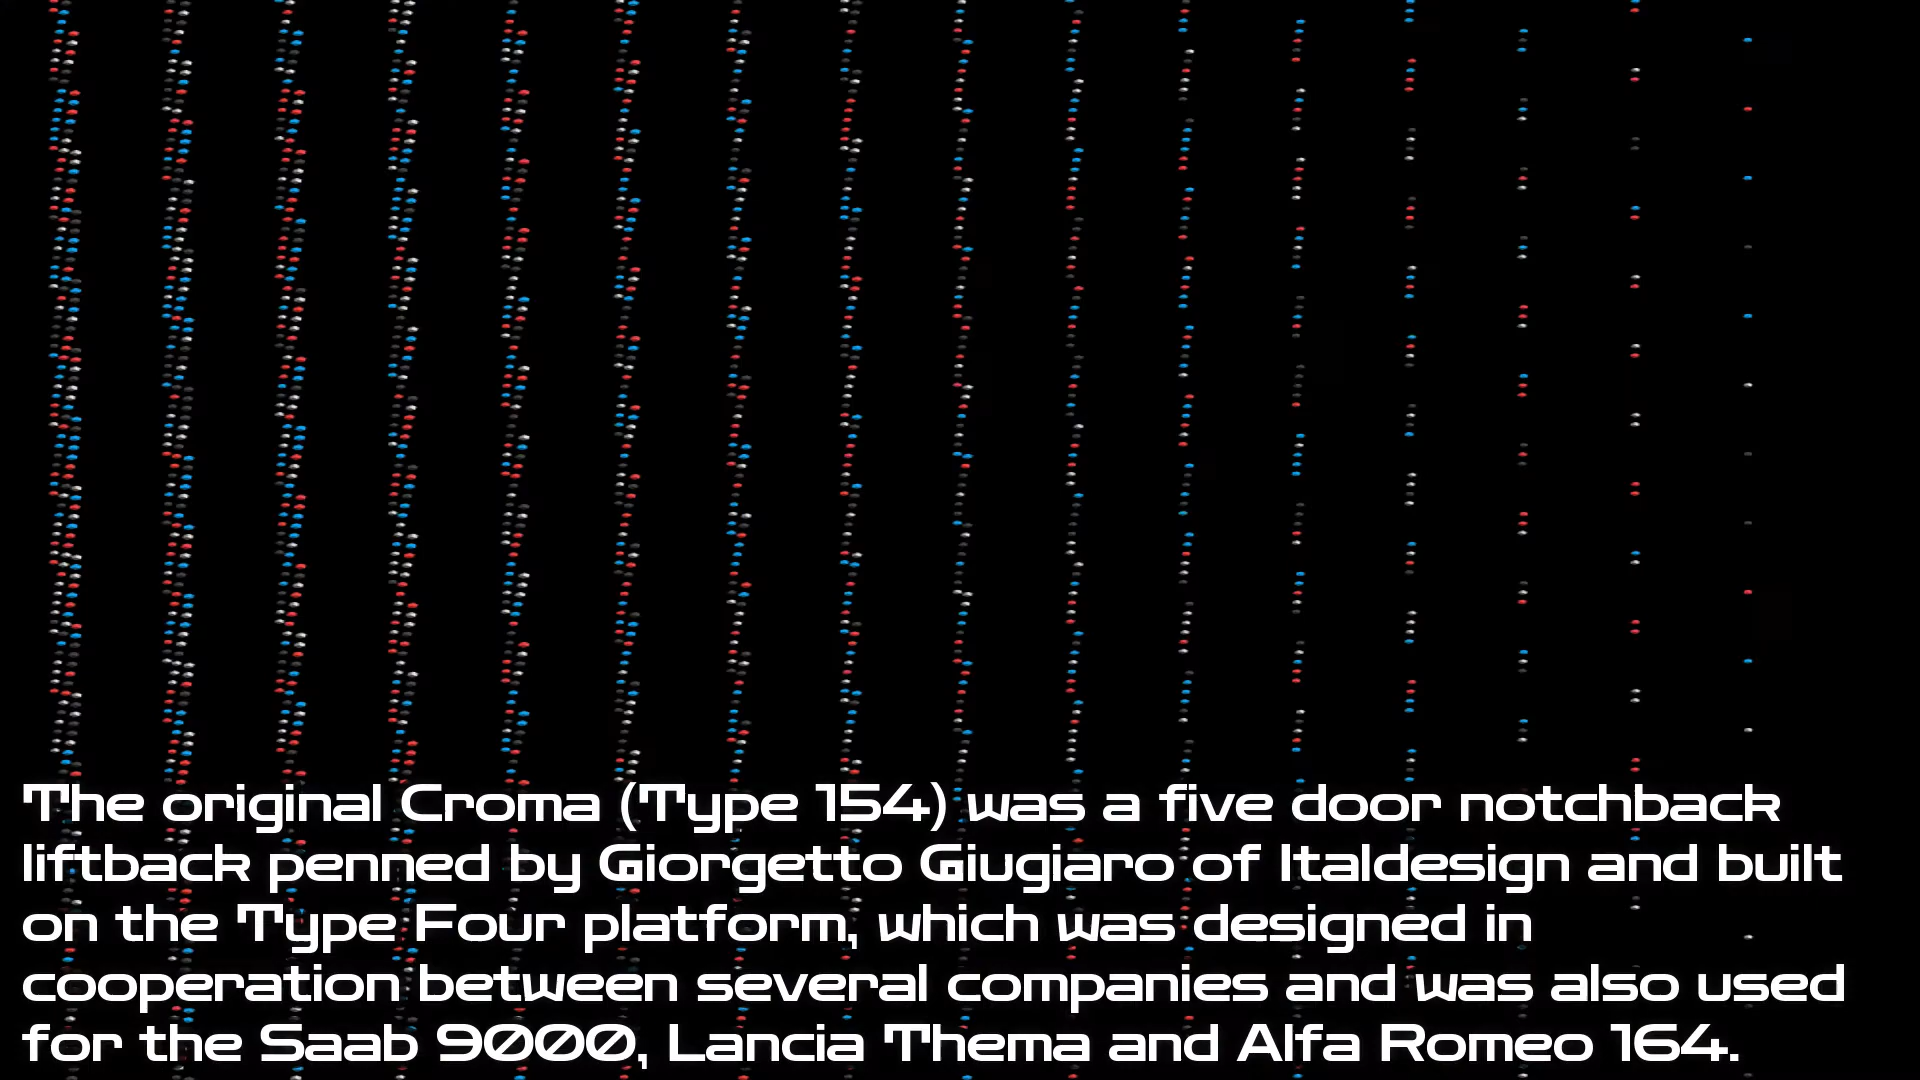 The original Croma (Type 154) was a five door notchback
liftback penned by Giorgetto Giugiaro of Italdesign and built
on the Type Four platform, which was designed in
cooperation between several companies and was also used
for the Saab 9000, Lancia Thema and Alfa Romeo 164.